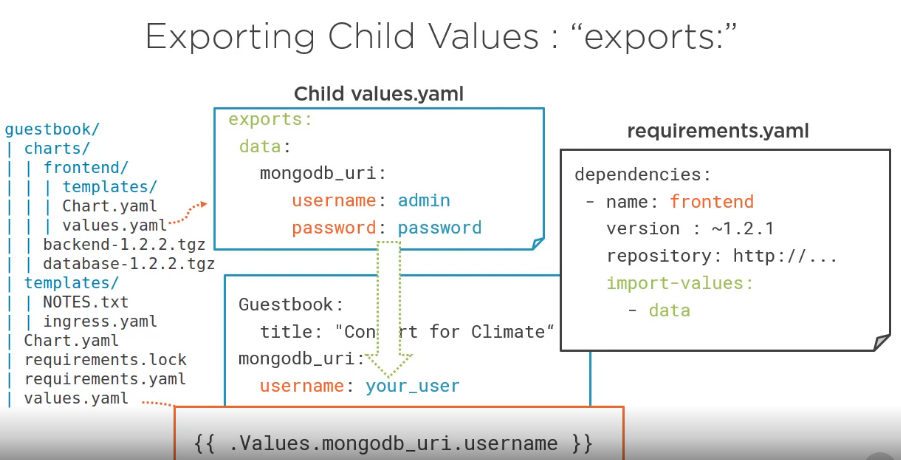 Exporting Child Values : “exports:”
guestbook/
| charts/
| | frontend/
| | | templates/
| | | Chart.yaml
| | | values.yaml
| | backend-1.2.2.tgz
| | database-1.2.2.tgz
| templates/
| | NOTES.txt
| | ingress.yaml
| Chart.yaml
| requirements.lock
| requirements.yaml
| values.yaml
Child values.yaml
exports:
data:
mongodb_uri:
username: admin
password: password
Guestbook:
title: "Con rt for Climate“
mongodb_uri:
username: your_user
{{ .Values.mongodb_uri.username }}
requirements.yaml
dependencies:
- name: frontend
version : ~1.2.1
repository: http://...
import-values:
- data